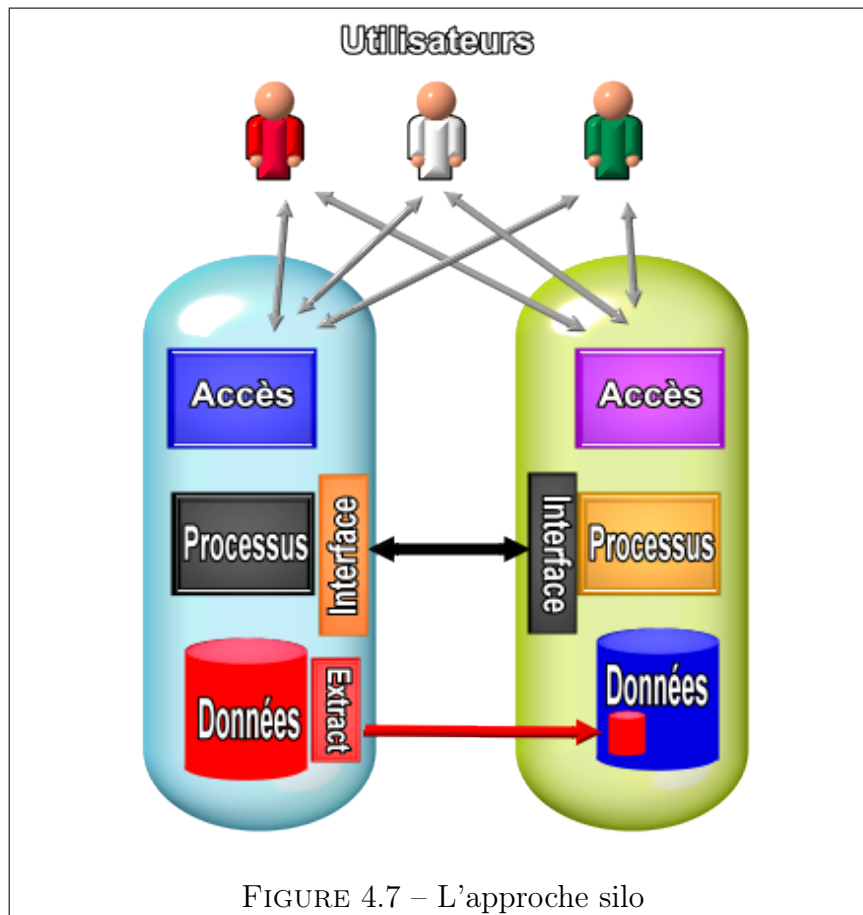 Utilisateurs
Accès
Accès
Processus
Interface
Interface
Processus
Données
Extract
Données
FIGURE 4.7 – L'approche silo